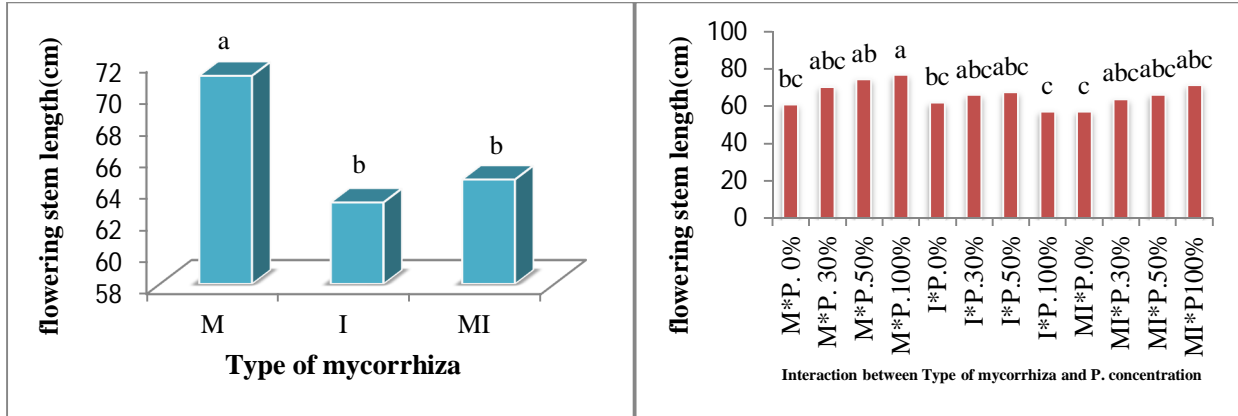 flowering stem length(cm)
72
70
68
66
64
62
60
58
a
b
b
M I MI
Type of mycorrhiza
flowering stem length(cm)
100
80
60
40
20
0
bc abc ab a bc abc abc c c abc abc abc
M*P. 0%
M*P. 30%
M*P.50%
M*P.100%
I*P.0%
I*P.30%
I*P.50%
I*P.100%
MI*P.0%
MI*P.30%
MI*P.50%
MI*P100%
Interaction between Type of mycorrhiza and P. concentration